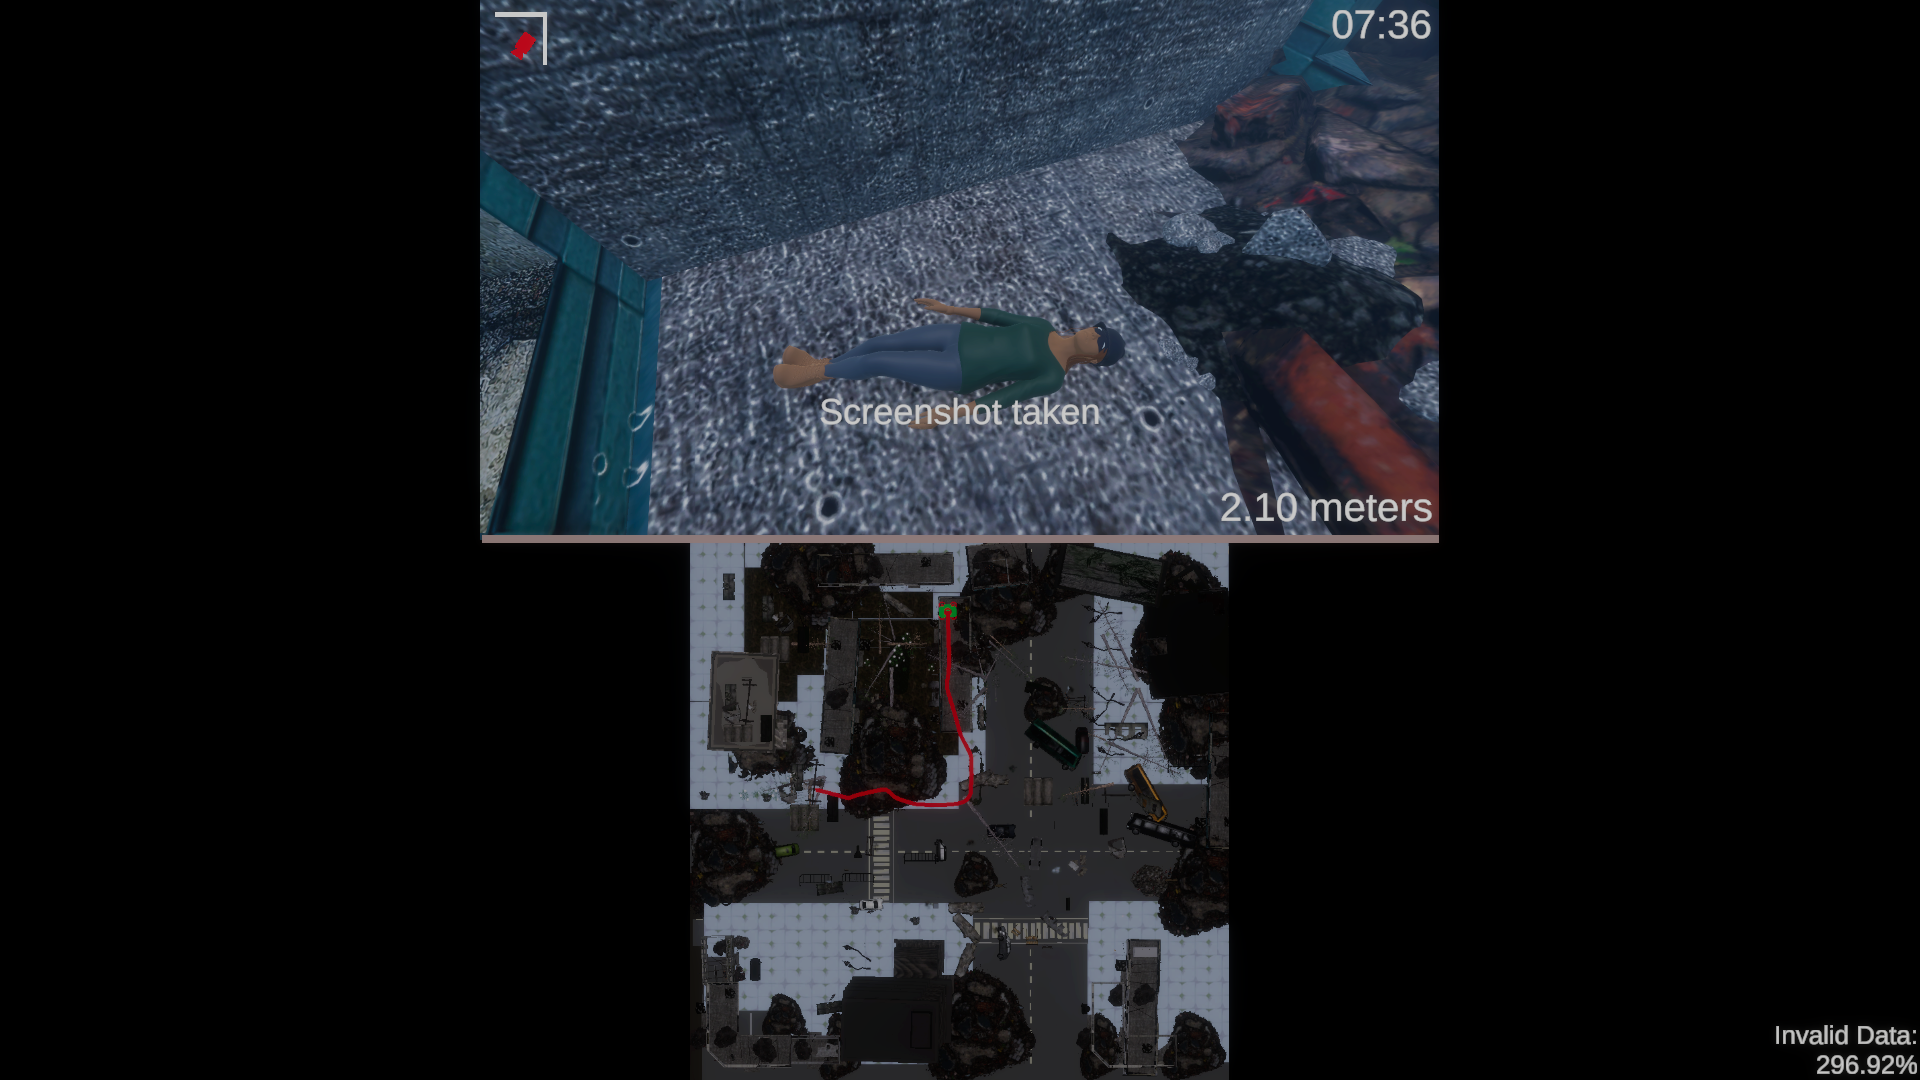 07:36
Screenshot taken
2.10 meters
Invalid Data:
296.92%